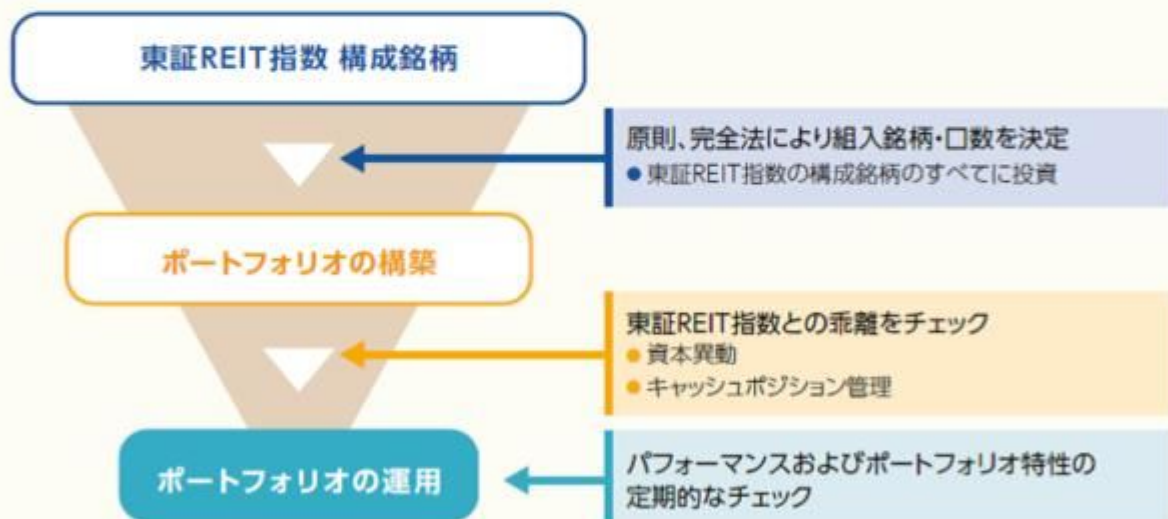 東証REIT指数 構成銘柄
原則、完全法により組入銘柄・口数を決定
● 東証REIT指数の構成銘柄のすべてに投資
ポートフォリオの構築
東証REIT指数との乖離をチェック
● 資本異動
● キャッシュポジション管理
ポートフォリオの運用
パフォーマンスおよびポートフォリオ特性の
定期的なチェック